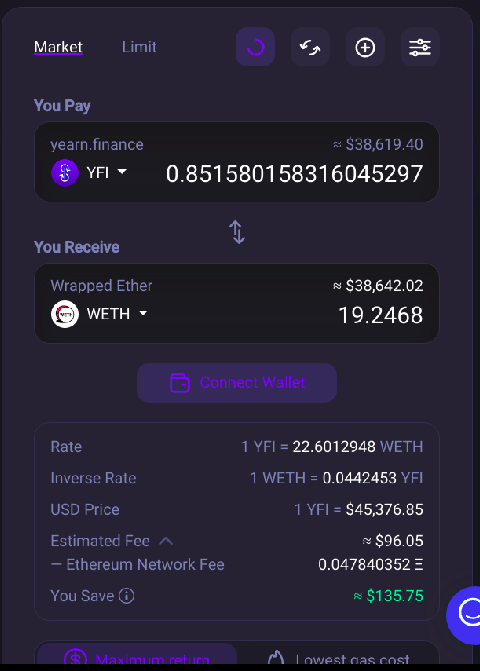 Market Limit
You Pay
yearn.finance ≈ $38,619.40
YFI 0.851580158316045297
You Receive
Wrapped Ether ≈ $38,642.02
WETH 19.2468
Connect Wallet
Rate 1 YFI = 22.6012948 WETH
Inverse Rate 1 WETH = 0.0442453 YFI
USD Price 1 YFI = $45,376.85
Estimated Fee ≈ $96.05
— Ethereum Network Fee 0.047840352 Ξ
You Save ≈ $135.75
Maximum return Lowest gas cost